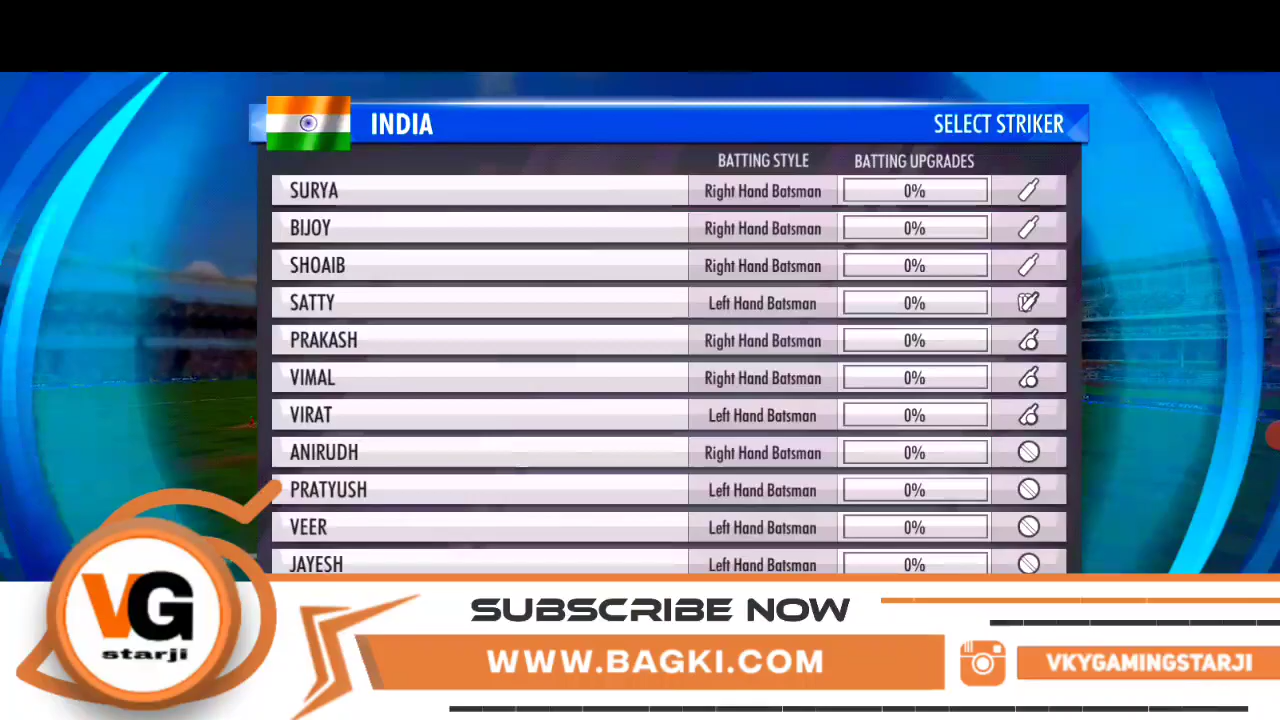 INDIA SELECT STRIKER
BATTING STYLE BATTING UPGRADES
SURYA Right Hand Batsman 0%
BIJOY Right Hand Batsman 0%
SHOAIB Right Hand Batsman 0%
SATTY Left Hand Batsman 0%
PRAKASH Right Hand Batsman 0%
VIMAL Right Hand Batsman 0%
VIRAT Left Hand Batsman 0%
ANIRUDH Right Hand Batsman 0%
PRATYUSH Left Hand Batsman 0%
VEER Left Hand Batsman 0%
JAYESH Left Hand Batsman 0%
VG
starji
SUBSCRIBE NOW
WWW.BAGKI.COM
VKYGAMINGSTARJI